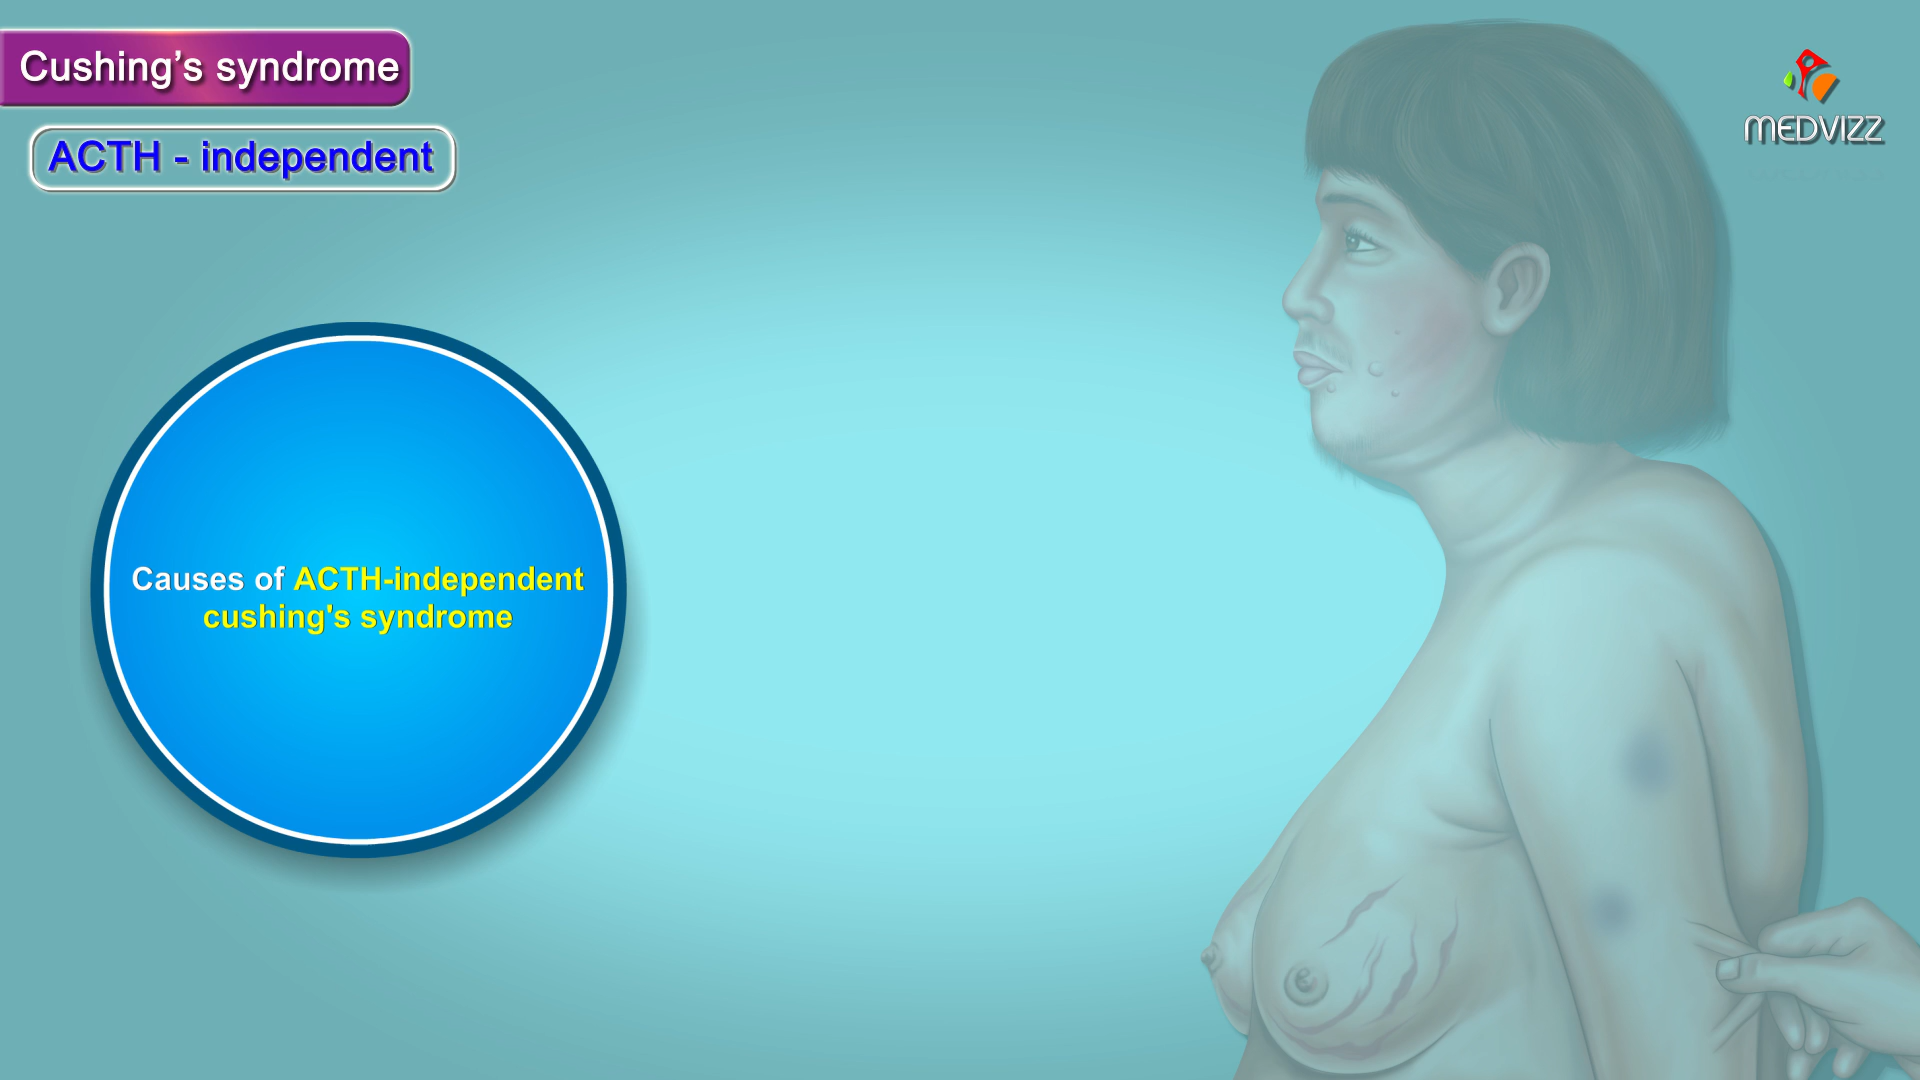 Cushing’s syndrome
ACTH - independent
MEDVIZZ
Causes of ACTH-independent
cushing's syndrome